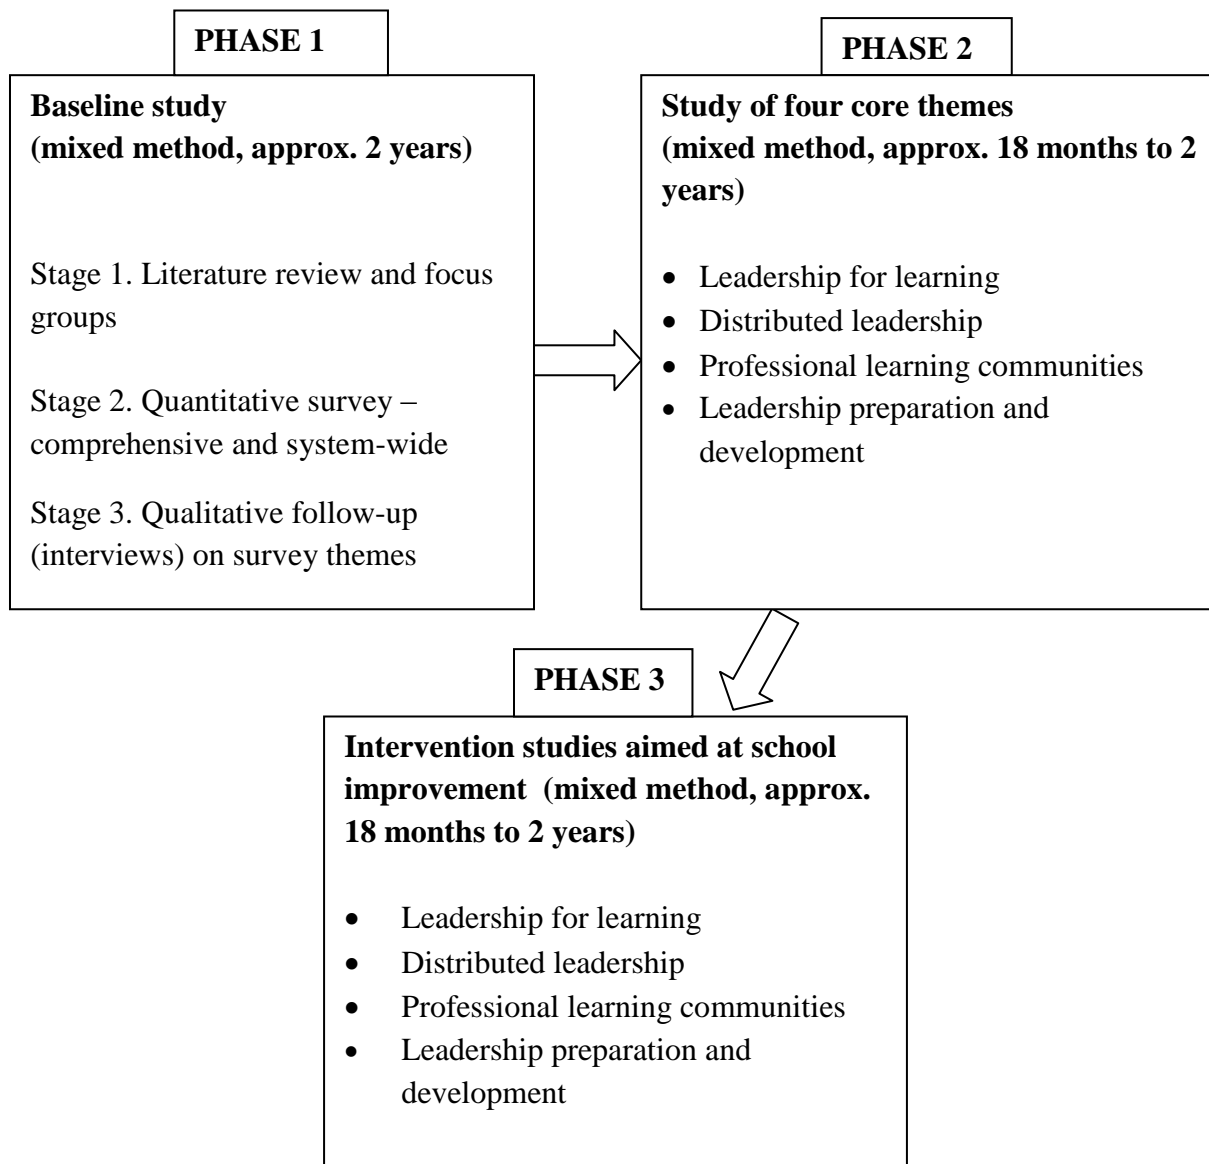 PHASE 1
Baseline study
(mixed method, approx. 2 years)
Stage 1. Literature review and focus
groups
Stage 2. Quantitative survey –
comprehensive and system-wide
Stage 3. Qualitative follow-up
(interviews) on survey themes
PHASE 2
Study of four core themes
(mixed method, approx. 18 months to 2
years)
• Leadership for learning
• Distributed leadership
• Professional learning communities
• Leadership preparation and
development
PHASE 3
Intervention studies aimed at school
improvement  (mixed method, approx.
18 months to 2 years)
• Leadership for learning
• Distributed leadership
• Professional learning communities
• Leadership preparation and
development